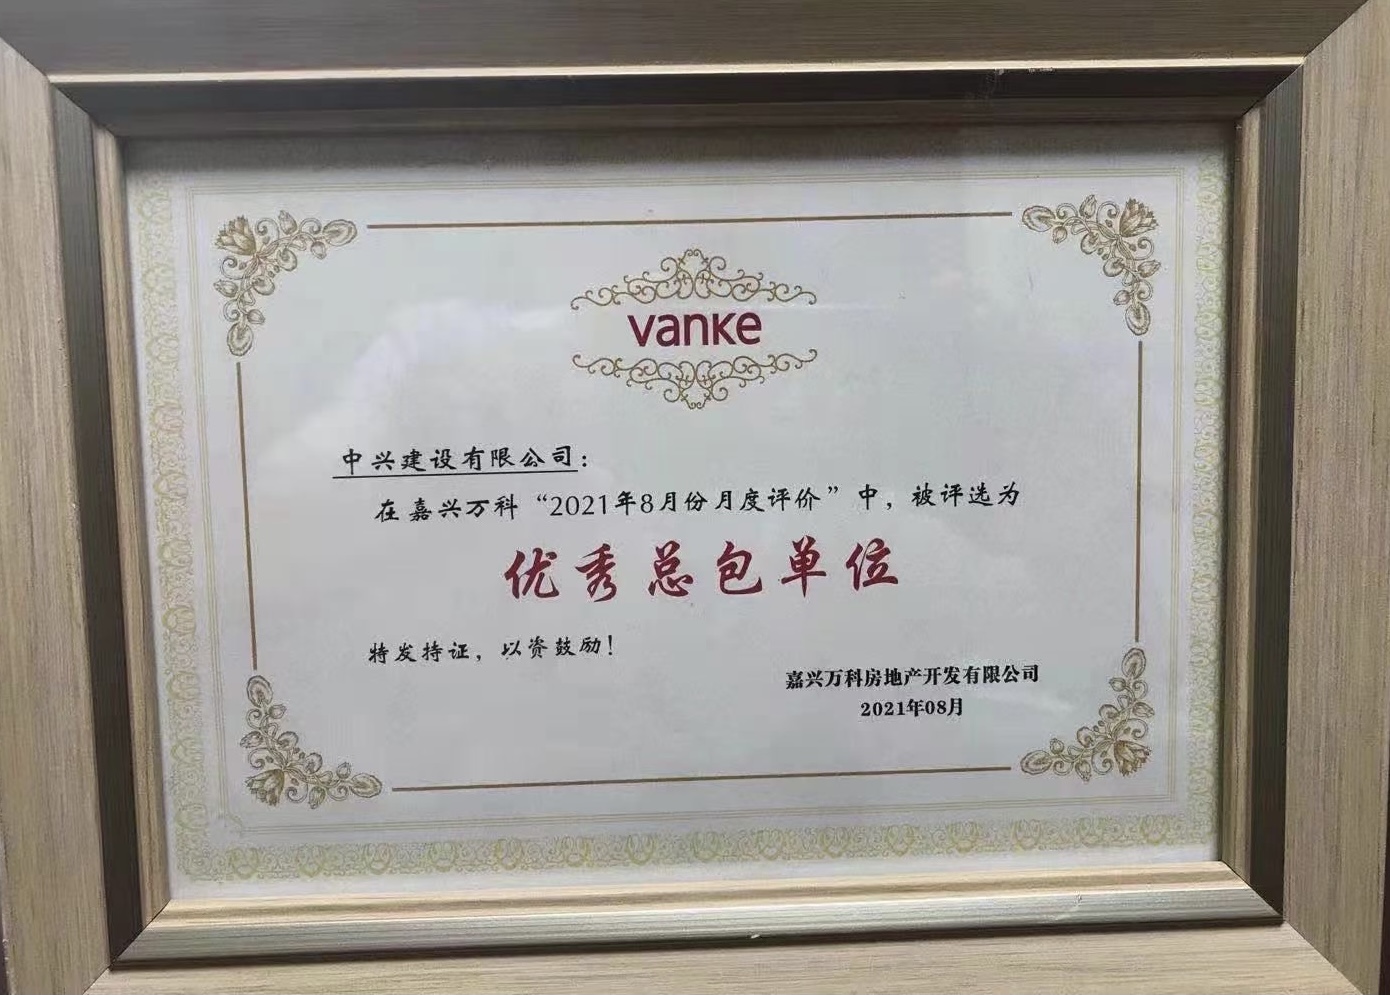 vanke
中兴建设有限公司：
在嘉兴万科“2021年8月份月度评价”中，被评选为
优秀总包单位
特发持证，以资鼓励！
嘉兴万科房地产开发有限公司
2021年08月